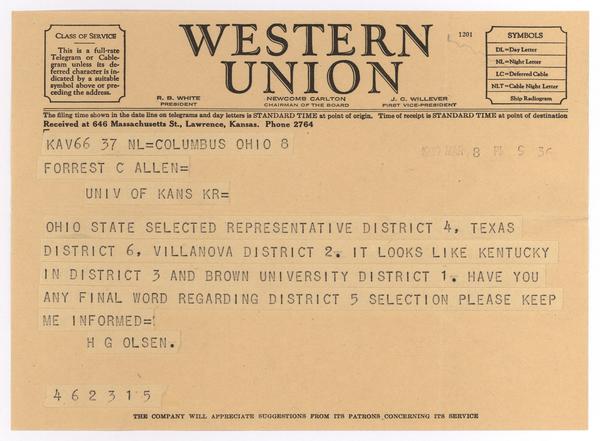 CLASS OF SERVICE
This is a full-rate
Telegram or Cable-
gram unless its de-
ferred character is in-
dicated by a suitable
symbol above or pre-
ceding the address.
WESTERN
UNION
1201
SYMBOLS
DL=Day Letter
NL=Night Letter
LC=Deferred Cable
NLT=Cable Night Letter
Ship Radiogram
R. B. WHITE
PRESIDENT
NEWCOMB CARLTON
CHAIRMAN OF THE BOARD
J. C. WILLEVER
FIRST VICE-PRESIDENT
The filing time shown in the date line on telegrams and day letters is STANDARD TIME at point of origin. Time of receipt is STANDARD TIME at point of destination
Received at 646 Massachusetts St., Lawrence, Kansas. Phone 2764
KAV66 37 NL=COLUMBUS OHIO 8
MAR 8 PM 5 36
FORREST C ALLEN=
UNIV OF KANS KR=
OHIO STATE SELECTED REPRESENTATIVE DISTRICT 4, TEXAS
DISTRICT 6, VILLANOVA DISTRICT 2. IT LOOKS LIKE KENTUCKY
IN DISTRICT 3 AND BROWN UNIVERSITY DISTRICT 1. HAVE YOU
ANY FINAL WORD REGARDING DISTRICT 5 SELECTION PLEASE KEEP
ME INFORMED=
H G OLSEN.
462315
THE COMPANY WILL APPRECIATE SUGGESTIONS FROM ITS PATRONS CONCERNING ITS SERVICE